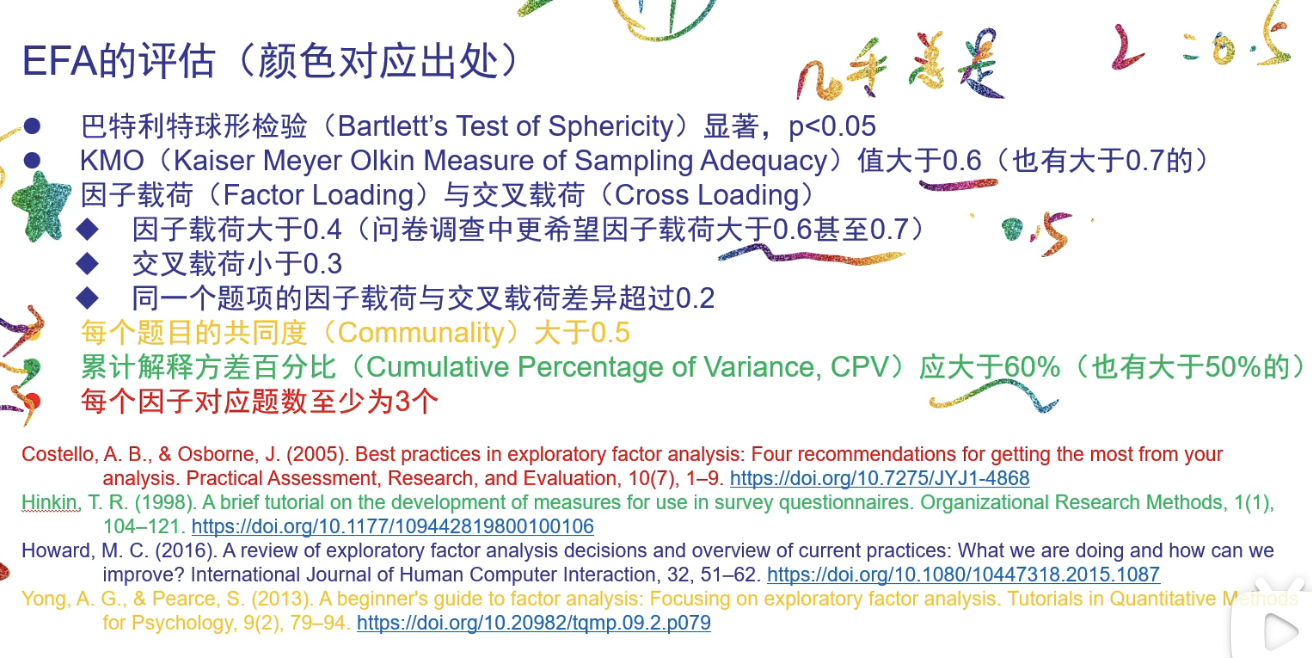 EFA的评估（颜色对应出处）
几乎总是
2 = 0.5
巴特利特球形检验（Bartlett's Test of Sphericity）显著，p<0.05
KMO（Kaiser Meyer Olkin Measure of Sampling Adequacy）值大于0.6（也有大于0.7的）
因子载荷（Factor Loading）与交叉载荷（Cross Loading）
因子载荷大于0.4（问卷调查中更希望因子载荷大于0.6甚至0.7）
0.5
交叉载荷小于0.3
同一个题项的因子载荷与交叉载荷差异超过0.2
每个题目的共同度（Communality）大于0.5
累计解释方差百分比（Cumulative Percentage of Variance, CPV）应大于60%（也有大于50%的）
每个因子对应题数至少为3个
Costello, A. B., & Osborne, J. (2005). Best practices in exploratory factor analysis: Four recommendations for getting the most from your
analysis. Practical Assessment, Research, and Evaluation, 10(7), 1–9. https://doi.org/10.7275/JYJ1-4868
Hinkin, T. R. (1998). A brief tutorial on the development of measures for use in survey questionnaires. Organizational Research Methods, 1(1),
104–121. https://doi.org/10.1177/109442819800100106
Howard, M. C. (2016). A review of exploratory factor analysis decisions and overview of current practices: What we are doing and how can we
improve? International Journal of Human Computer Interaction, 32, 51–62. https://doi.org/10.1080/10447318.2015.1087
Yong, A. G., & Pearce, S. (2013). A beginner's guide to factor analysis: Focusing on exploratory factor analysis. Tutorials in Quantitative Methods
for Psychology, 9(2), 79–94. https://doi.org/10.20982/tqmp.09.2.p079